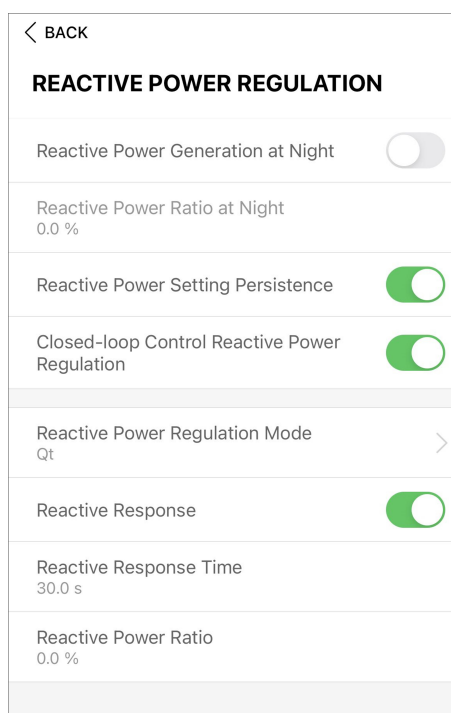 BACK
REACTIVE POWER REGULATION
Reactive Power Generation at Night
Reactive Power Ratio at Night
0.0 %
Reactive Power Setting Persistence
Closed-loop Control Reactive Power
Regulation
Reactive Power Regulation Mode
Qt
Reactive Response
Reactive Response Time
30.0 s
Reactive Power Ratio
0.0 %